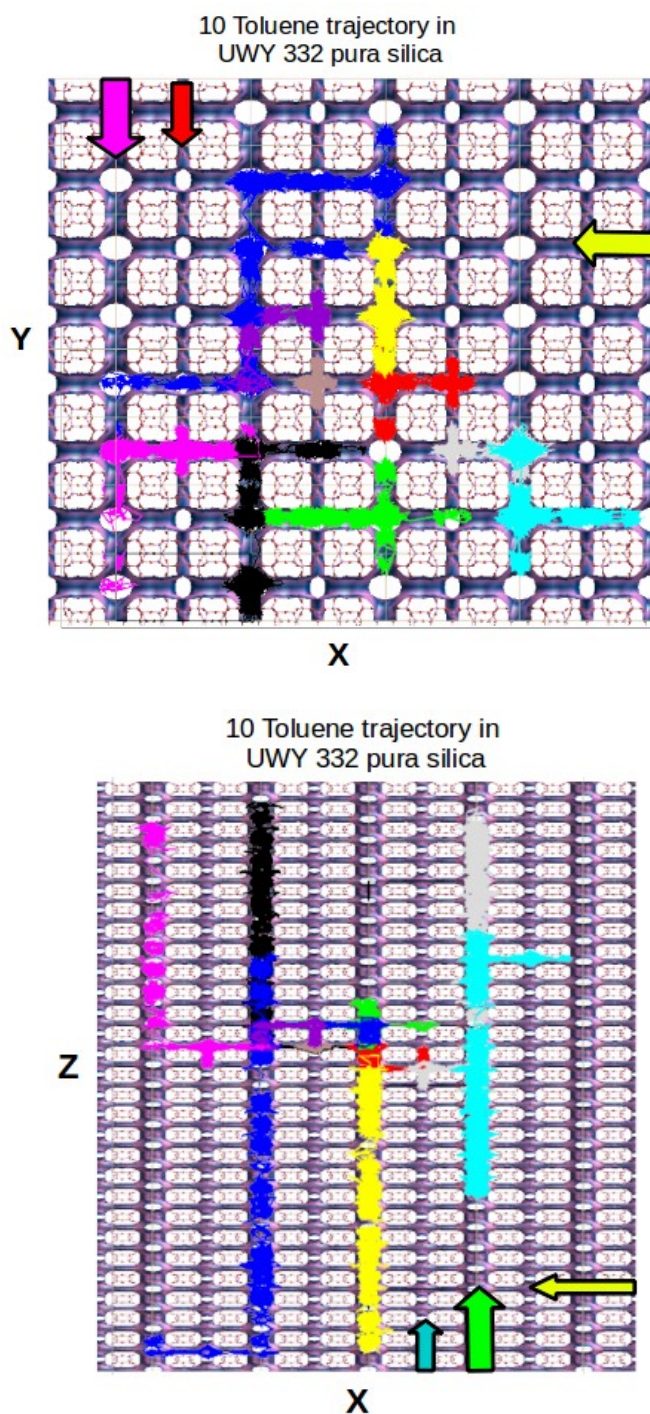 10 Toluene trajectory in
UWY 332 pura silica
Y
X
10 Toluene trajectory in
UWY 332 pura silica
Z
X